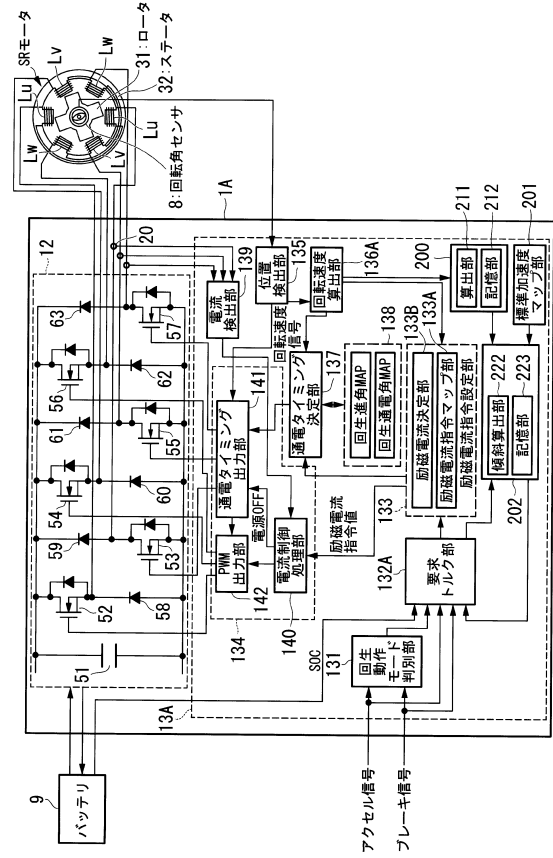 SRモータ
Lu
Lv
Lw
Lw
Lv
Lu
31:ロータ
32:ステータ
8:回転角センサ
1A
12
20
63
57
56
62
61
55
54
60
59
53
52
58
51
9
バッテリ
13A
139
電流
検出部
135
位置
検出部
136A
回転速度
算出部
回転速度
信号
137
通電タイミング
決定部
138
回生進角MAP
回生通電角MAP
141
通電タイミング
出力部
電源OFF
142
PWM
出力部
134
140
電流制御
処理部
励磁電流
指令値
133
133B
133A
励磁電流決定部
励磁電流指令マップ部
励磁電流指令設定部
200
211
算出部
212
記憶部
201
標準加速度
マップ部
202
222
傾斜算出部
223
記憶部
132A
要求
トルク部
131
回生
動作
モード
判別部
SOC
アクセル信号
ブレーキ信号